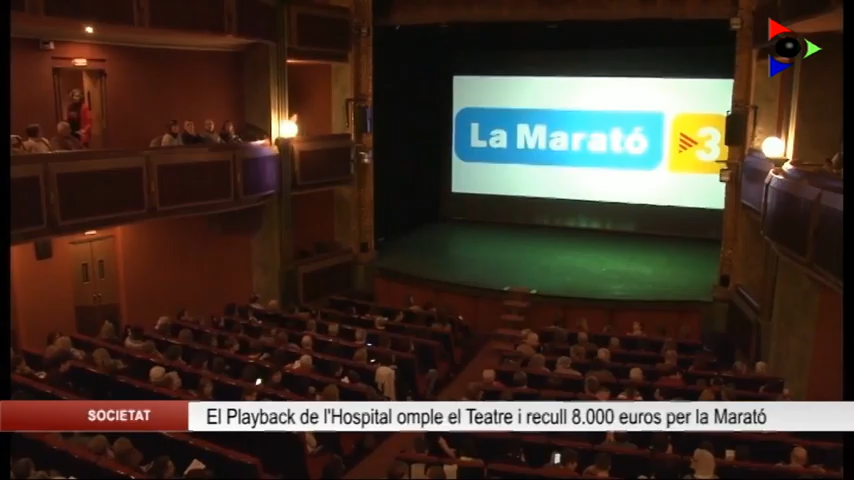 La Marató 3
SOCIETAT
El Playback de l'Hospital omple el Teatre i recull 8.000 euros per la Marató